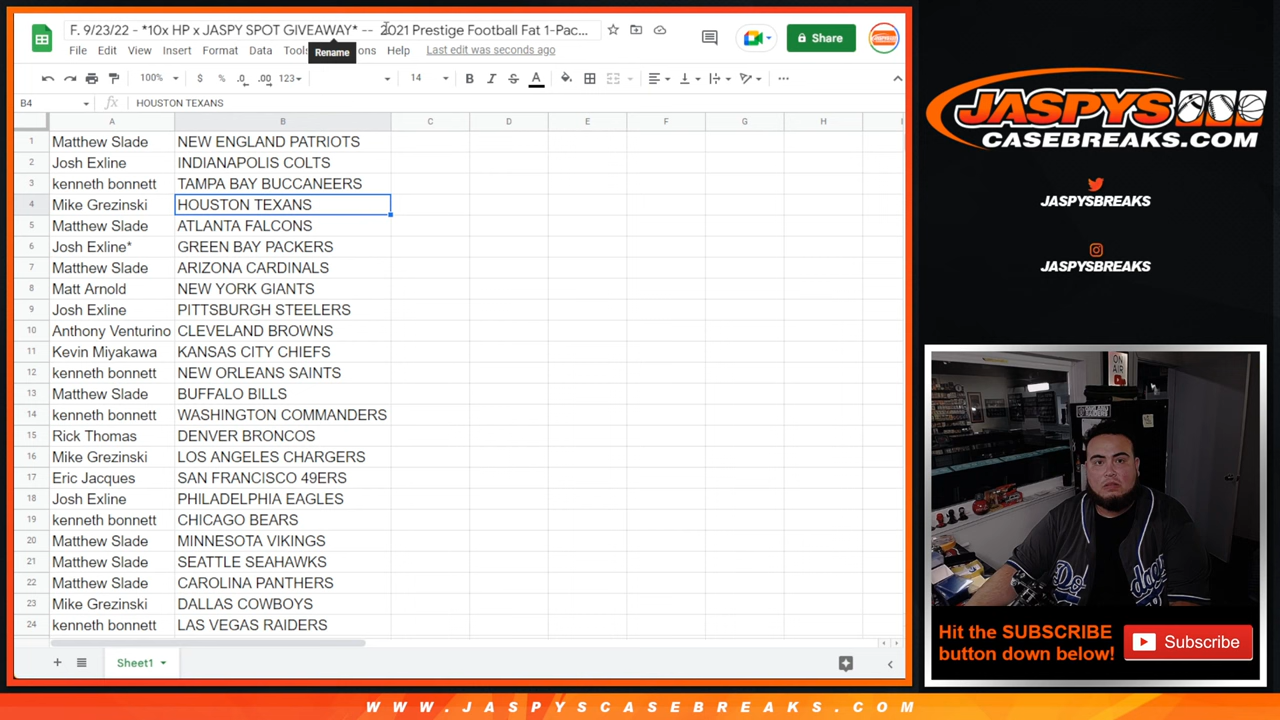 F. 9/23/22 - *10x HP x JASPY SPOT GIVEAWAY* -- 2021 Prestige Football Fat 1-Pac...
Share
File Edit View Format Data Help Last edit was seconds ago
Rename
100% $ % .0 .00 123 14 B I S A
B4 fx HOUSTON TEXANS
A B C D E F G H I
1 Matthew Slade NEW ENGLAND PATRIOTS
2 Josh Exline INDIANAPOLIS COLTS
3 kenneth bonnett TAMPA BAY BUCCANEERS
4 Mike Grezinski HOUSTON TEXANS
5 Matthew Slade ATLANTA FALCONS
6 Josh Exline* GREEN BAY PACKERS
7 Matthew Slade ARIZONA CARDINALS
8 Matt Arnold NEW YORK GIANTS
9 Josh Exline PITTSBURGH STEELERS
10 Anthony Venturino CLEVELAND BROWNS
11 Kevin Miyakawa KANSAS CITY CHIEFS
12 kenneth bonnett NEW ORLEANS SAINTS
13 Matthew Slade BUFFALO BILLS
14 kenneth bonnett WASHINGTON COMMANDERS
15 Rick Thomas DENVER BRONCOS
16 Mike Grezinski LOS ANGELES CHARGERS
17 Eric Jacques SAN FRANCISCO 49ERS
18 Josh Exline PHILADELPHIA EAGLES
19 kenneth bonnett CHICAGO BEARS
20 Matthew Slade MINNESOTA VIKINGS
21 Matthew Slade SEATTLE SEAHAWKS
22 Matthew Slade CAROLINA PANTHERS
23 Mike Grezinski DALLAS COWBOYS
24 kenneth bonnett LAS VEGAS RAIDERS
Sheet1
JASPYS
CASEBREAKS.COM
JASPYSBREAKS
JASPYSBREAKS
ON
AIR
Hit the SUBSCRIBE
button down below!
Subscribe
WWW.JASPYSCASEBREAKS.COM